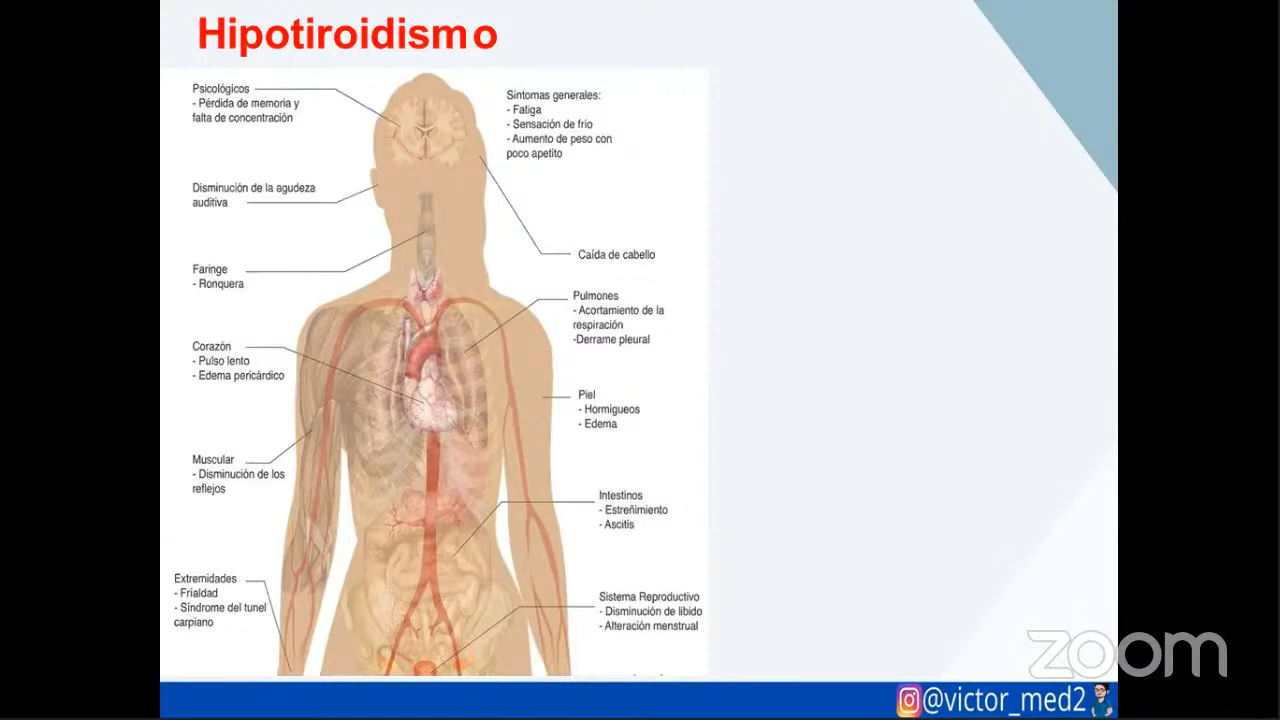 Hipotiroidismo
Psicológicos
- Pérdida de memoria y
falta de concentración
Síntomas generales:
- Fatiga
- Sensación de frío
- Aumento de peso con
poco apetito
Disminución de la agudeza
auditiva
Caída de cabello
Faringe
- Ronquera
Pulmones
- Acortamiento de la
respiración
-Derrame pleural
Corazón
- Pulso lento
- Edema pericárdico
Piel
- Hormigueos
- Edema
Muscular
- Disminución de los
reflejos
Intestinos
- Estreñimiento
- Ascitis
Extremidades
- Frialdad
- Síndrome del tunel
carpiano
Sistema Reproductivo
- Disminución de libido
- Alteración menstrual
zoom
@victor_med2